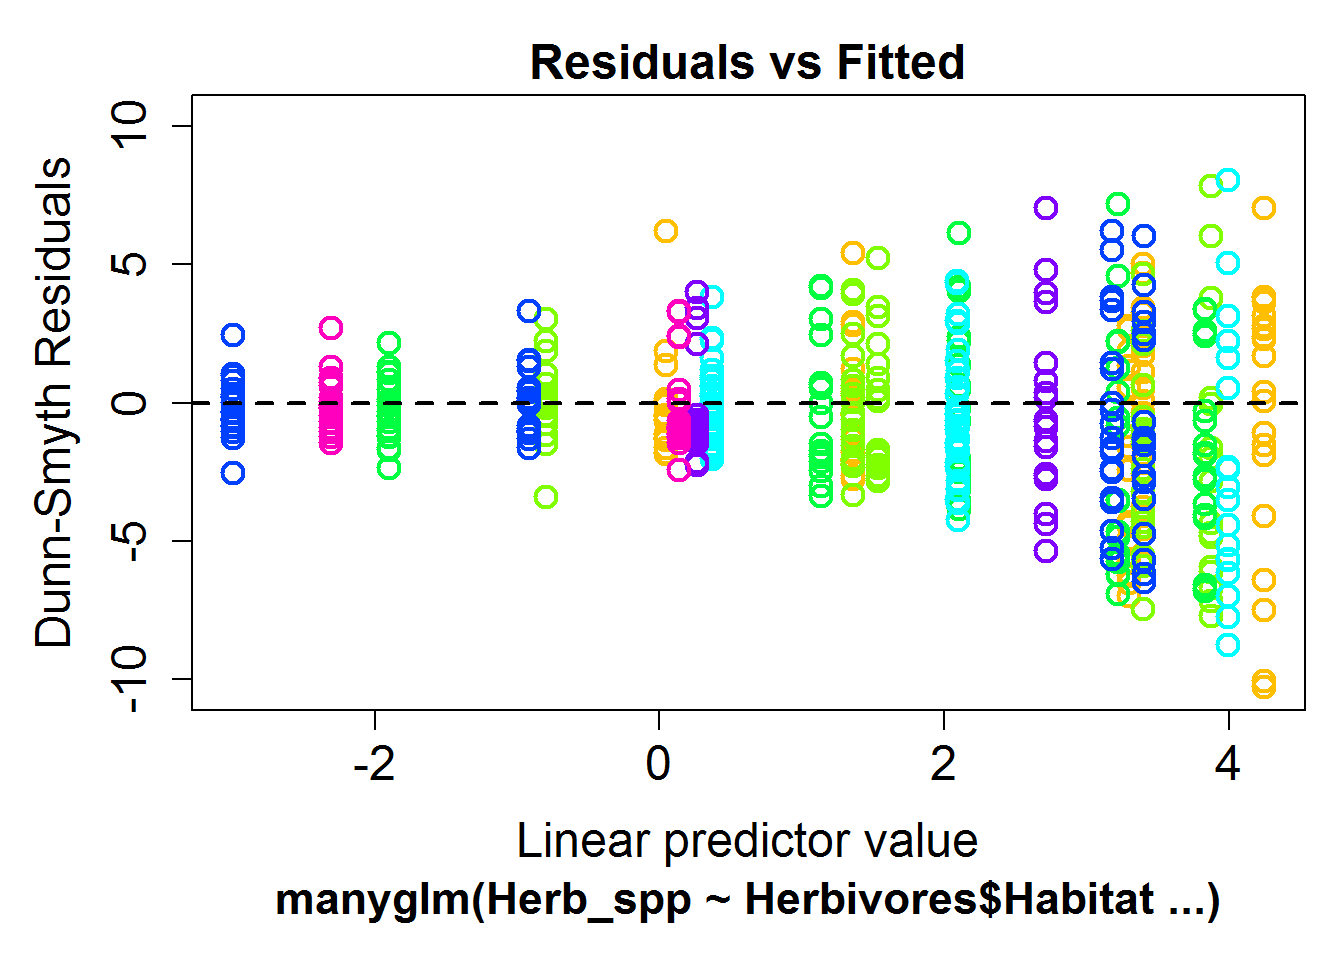 Residuals vs Fitted
Dunn-Smyth Residuals
10
5
0
-5
-10
-2 0 2 4
Linear predictor value
manyglm(Herb_spp ~ Herbivores$Habitat ...)